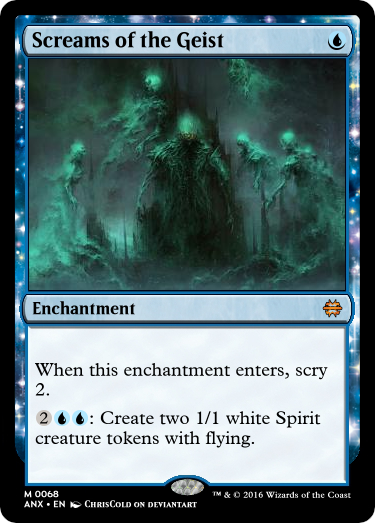 Screams of the Geist
Enchantment
When this enchantment enters, scry
2.
2: Create two 1/1 white Spirit
creature tokens with flying.
M 0068
ANX • EN ChrisCold on deviantart
™ & © 2016 Wizards of the Coast